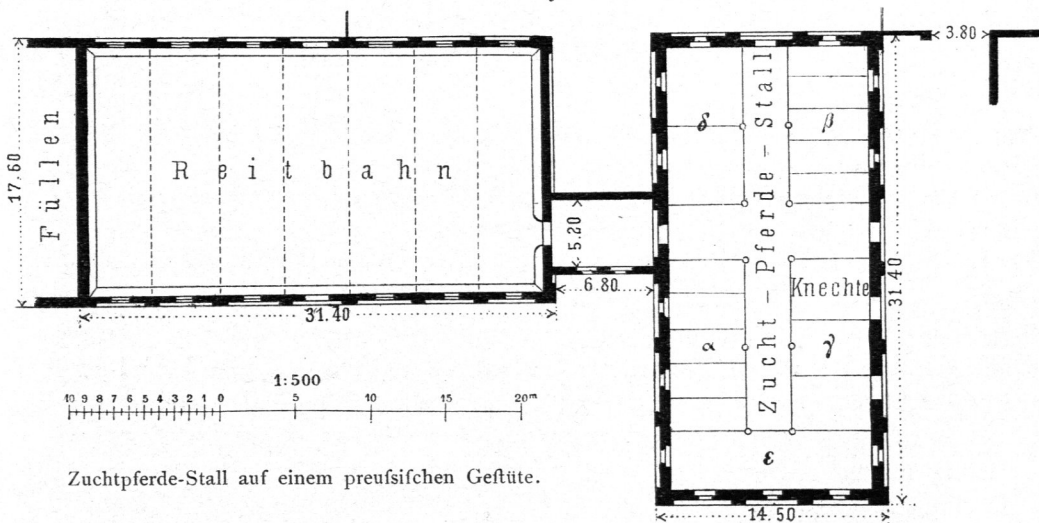 Füllen
17.60
Reitbahn
31.40
5.20
6.80
Zucht-Pferde-Stall
δ
β
α
Knechte
γ
ε
3.80
31.40
14.50
1:500
10 9 8 7 6 5 4 3 2 1 0 5 10 15 20ᵐ
Zuchtpferde-Stall auf einem preuſsiſchen Geſtüte.